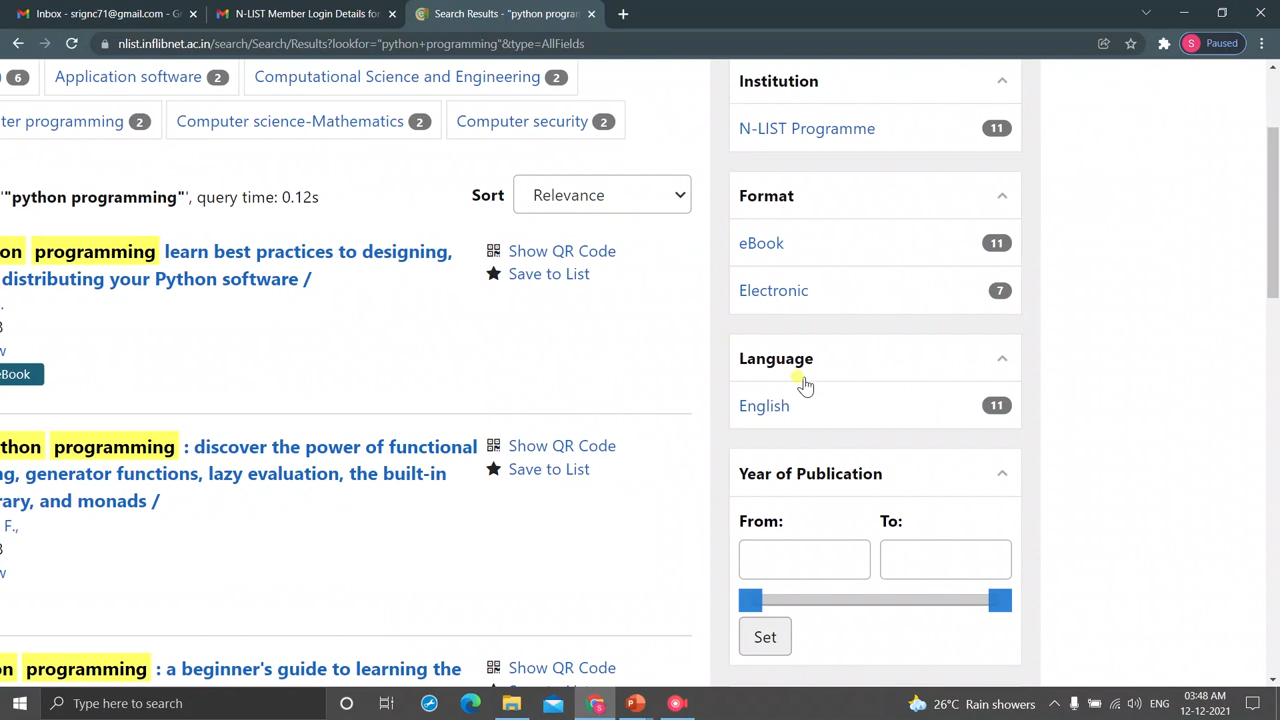 Inbox - srignc71@gmail.com - G
N-LIST Member Login Details for
Search Results - "python progran
nlist.inflibnet.ac.in/search/Search/Results?lookfor="python+programming"&type=AllFields
Paused
) 6
Application software 2
Computational Science and Engineering 2
ter programming 2
Computer science-Mathematics 2
Computer security 2
'"python programming"', query time: 0.12s
Sort
Relevance
on programming learn best practices to designing,
distributing your Python software /
Show QR Code
Save to List
.
3
w
eBook
thon programming : discover the power of functional
ng, generator functions, lazy evaluation, the built-in
rary, and monads /
Show QR Code
Save to List
F.,
3
w
on programming : a beginner's guide to learning the
Show QR Code
Institution
N-LIST Programme 11
Format
eBook 11
Electronic 7
Language
English 11
Year of Publication
From:
To:
Set
Type here to search
26°C Rain showers
ENG
03:48 AM
12-12-2021